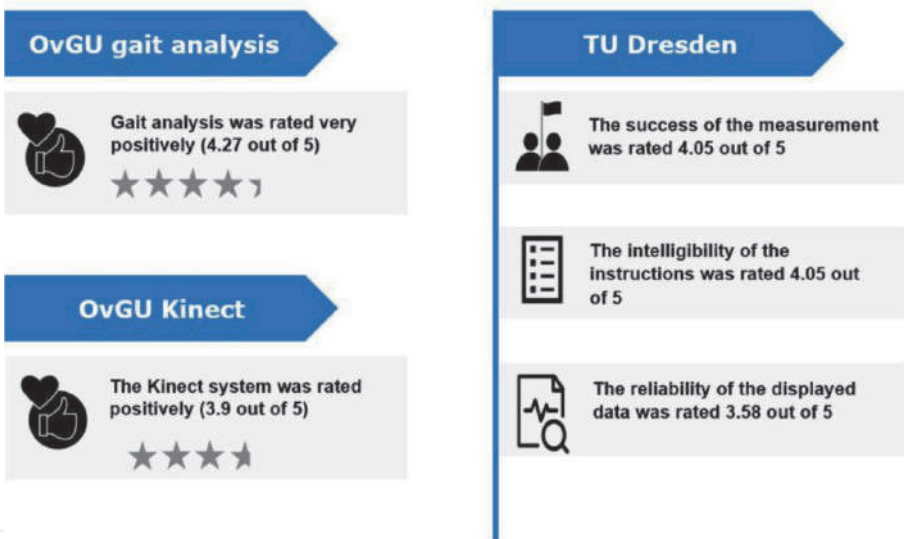 OvGU gait analysis
Gait analysis was rated very
positively (4.27 out of 5)
OvGU Kinect
The Kinect system was rated
positively (3.9 out of 5)
TU Dresden
The success of the measurement
was rated 4.05 out of 5
The intelligibility of the
instructions was rated 4.05 out
of 5
The reliability of the displayed
data was rated 3.58 out of 5